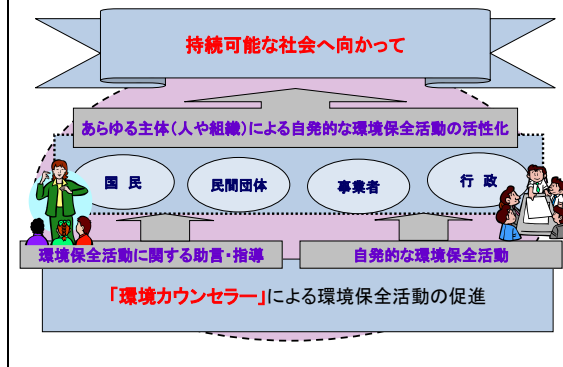 持続可能な社会へ向かって
あらゆる主体（人や組織）による自発的な環境保全活動の活性化
国　民
民間団体
事業者
行　政
環境保全活動に関する助言・指導
自発的な環境保全活動
「環境カウンセラー」による環境保全活動の促進